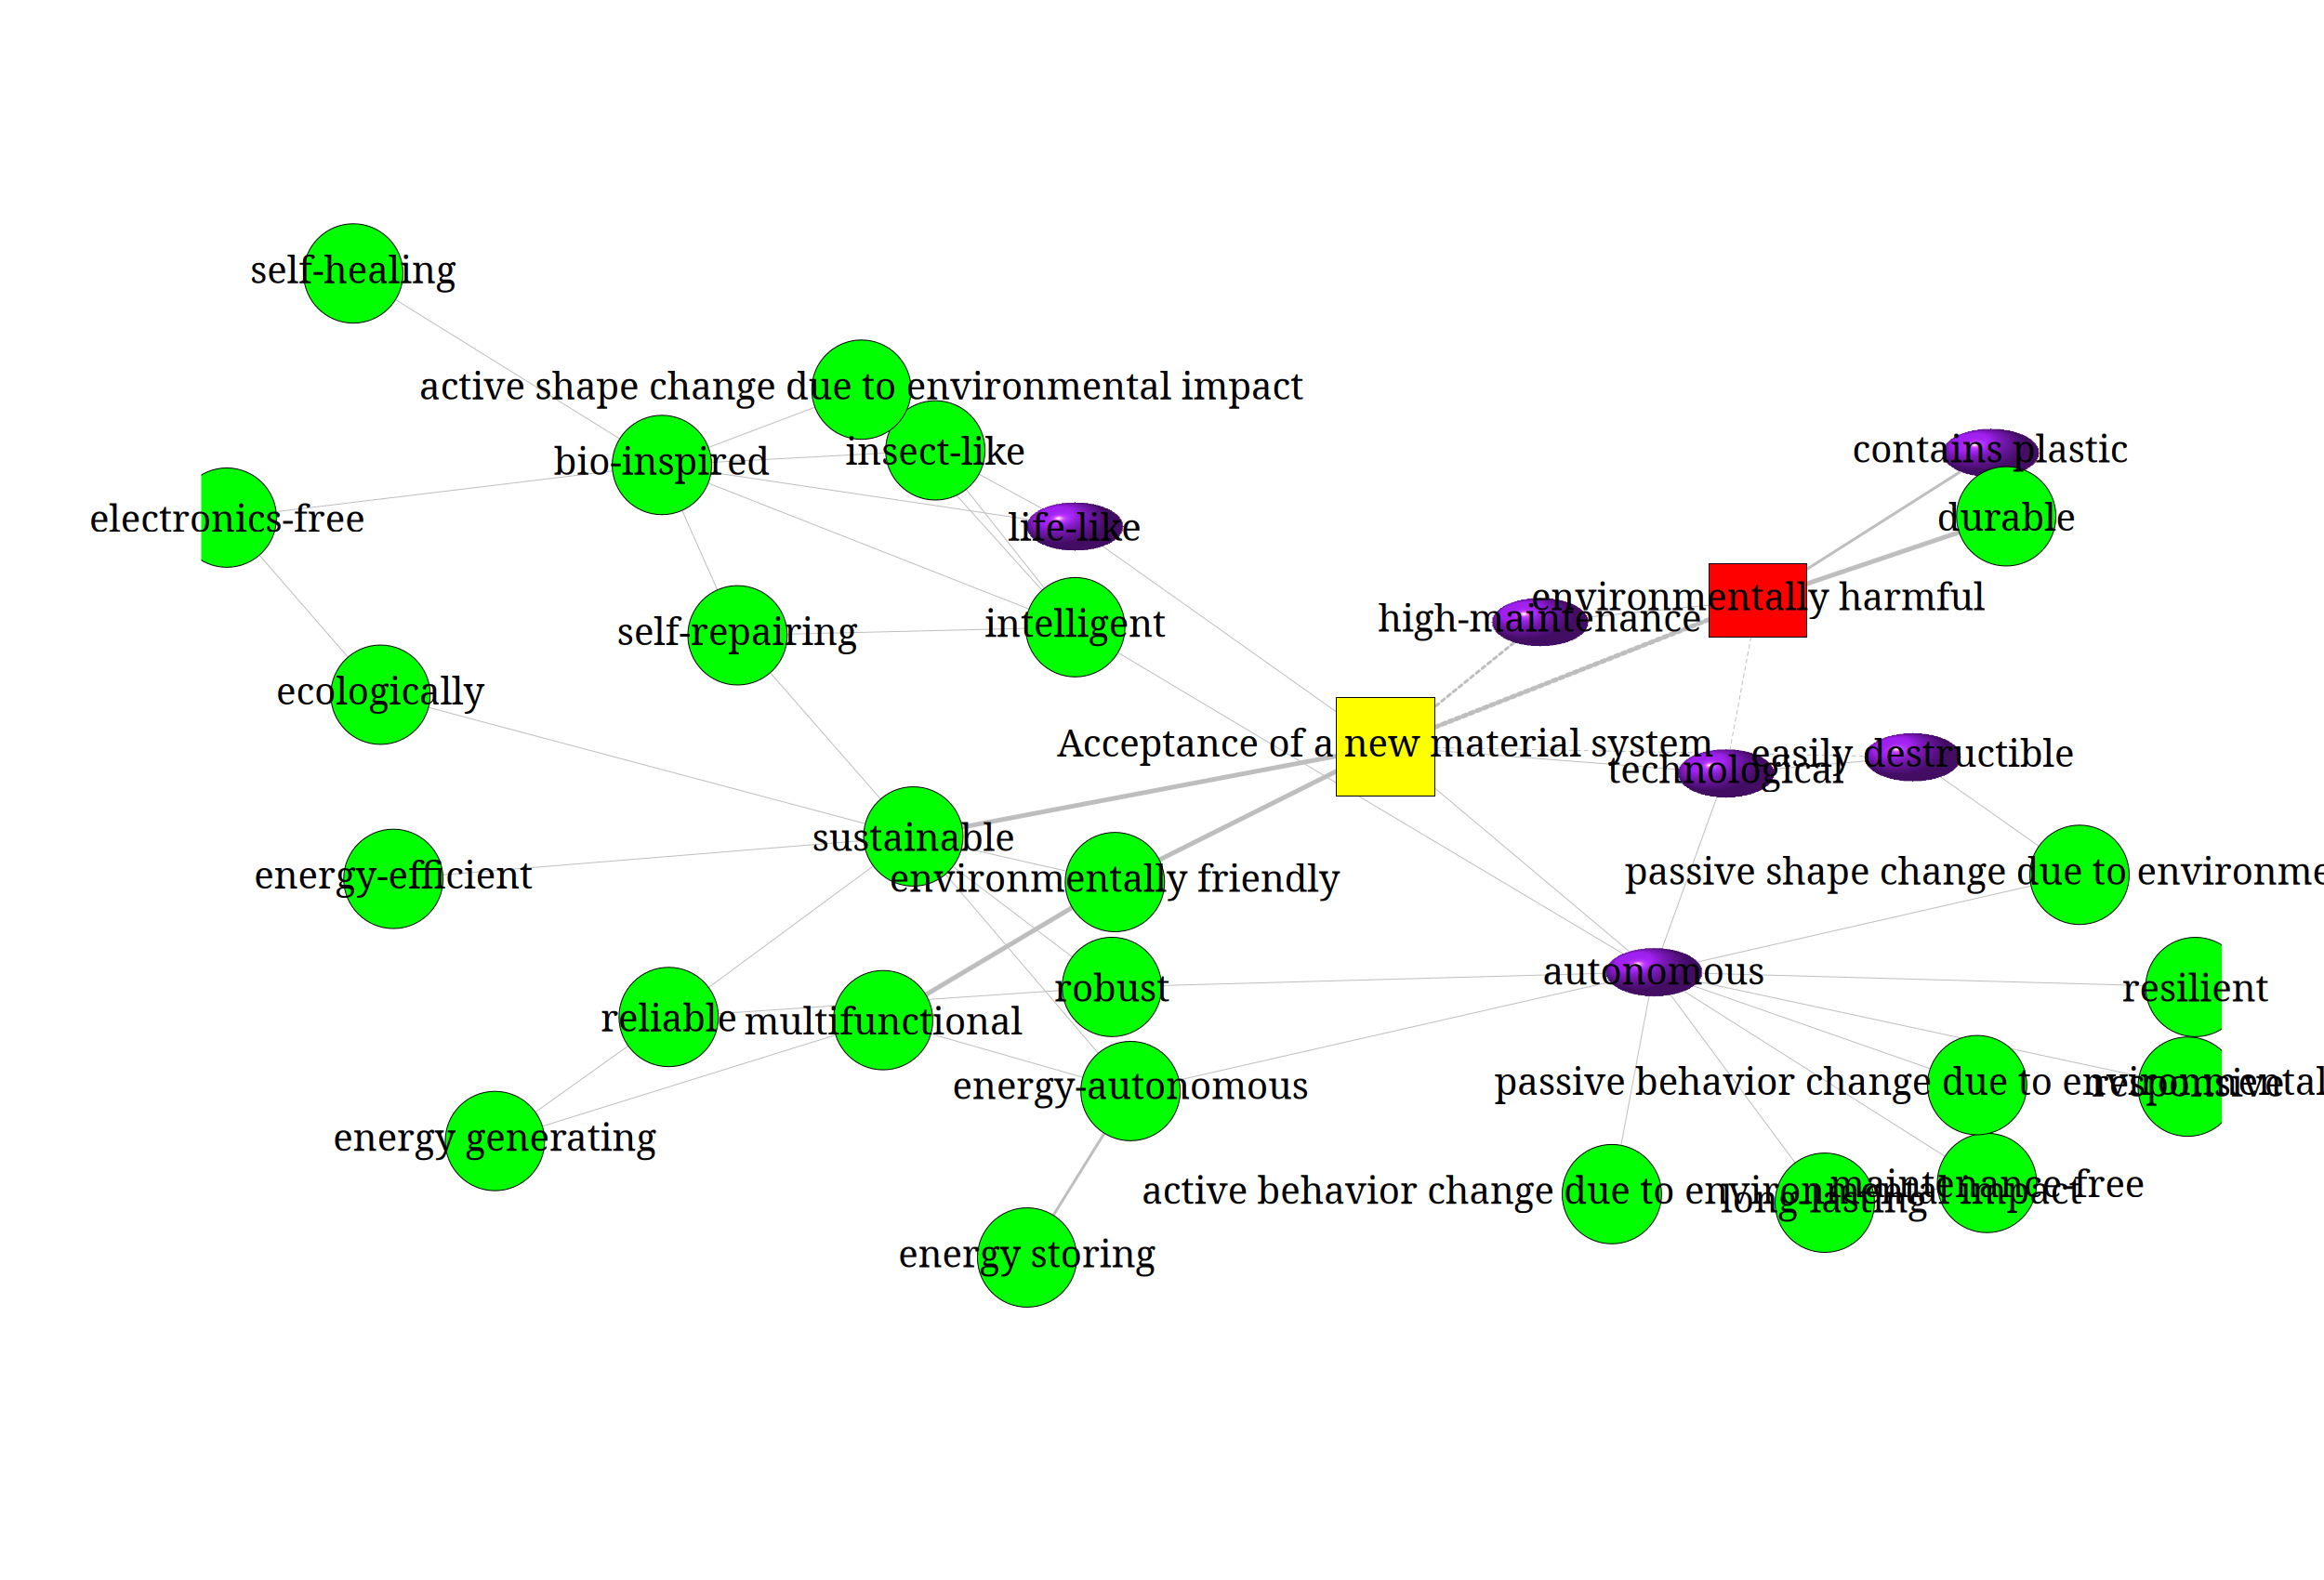 self-healing
active shape change due to environmental impact
insect-like
bio-inspired
contains plastic
electronics-free
life-like
durable
environmentally harmful
high-maintenance
self-repairing
intelligent
ecologically
Acceptance of a new material system
easily destructible
technological
sustainable
energy-efficient
environmentally friendly
passive shape change due to environme
autonomous
robust
resilient
reliable
multifunctional
energy-autonomous
passive behavior change due to environmental
responsive
energy generating
active behavior change due to environmental impact
maintenance-free
long-lasting
energy storing